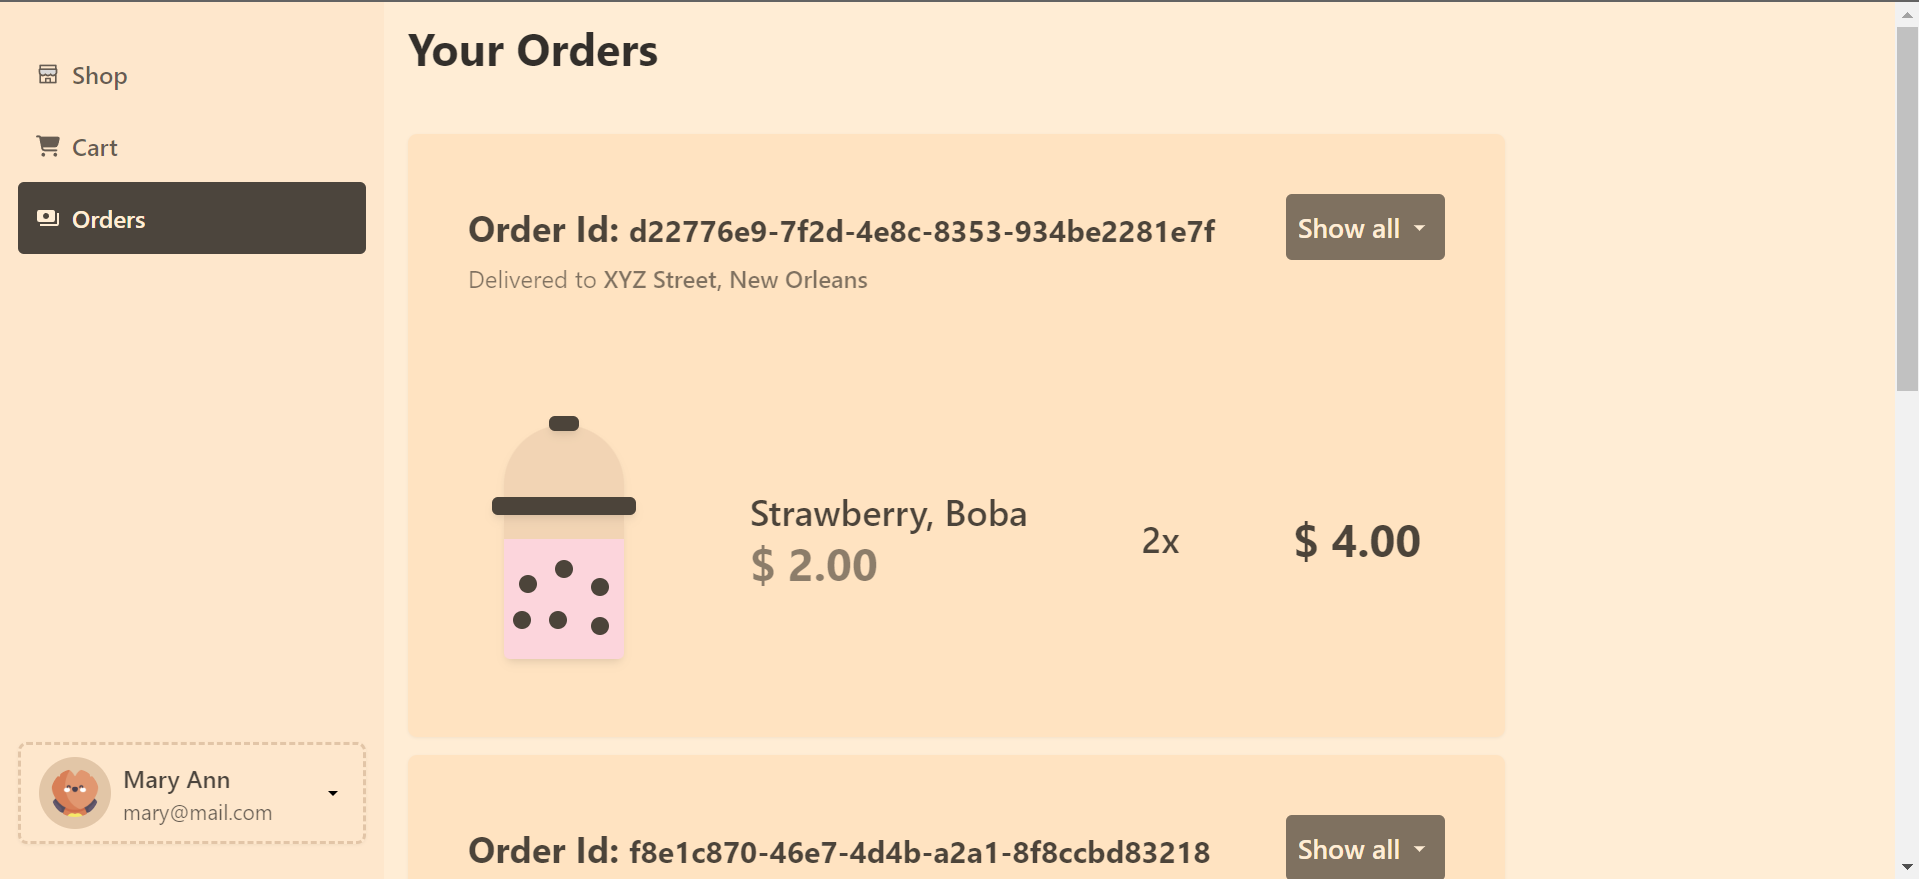 Shop
Cart
Orders
Mary Ann
mary@mail.com
Your Orders
Order Id: d22776e9-7f2d-4e8c-8353-934be2281e7f
Show all
Delivered to XYZ Street, New Orleans
Strawberry, Boba
$ 2.00
2x
$ 4.00
Order Id: f8e1c870-46e7-4d4b-a2a1-8f8ccbd83218
Show all